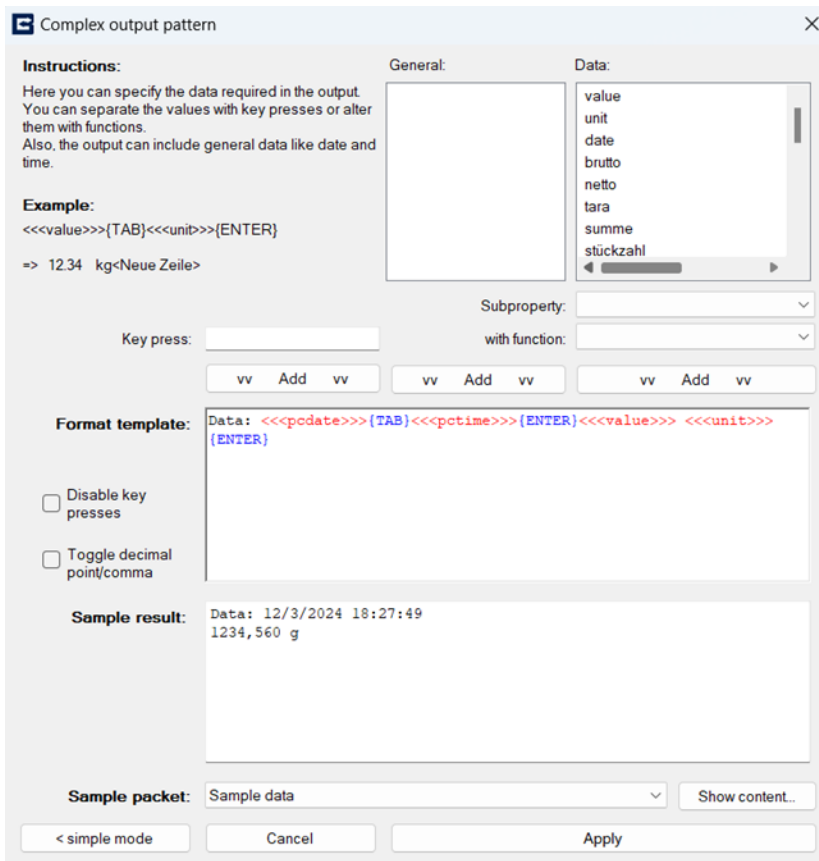 Complex output pattern
Instructions:
Here you can specify the data required in the output.
You can separate the values with key presses or alter
them with functions.
Also, the output can include general data like date and
time.
Example:
<<<value>>>{TAB}<<<unit>>>{ENTER}
=> 12.34 kg<Neue Zeile>
General:
Data:
value
unit
date
brutto
netto
tara
summe
stückzahl
Subproperty:
Key press:
with function:
vv Add vv
vv Add vv
vv Add vv
Format template:
Data: <<<pcdate>>>{TAB}<<<pctime>>>{ENTER}<<<value>>> <<<unit>>>
{ENTER}
Disable key
presses
Toggle decimal
point/comma
Sample result:
Data: 12/3/2024 18:27:49
1234,560 g
Sample packet:
Sample data
Show content...
< simple mode
Cancel
Apply